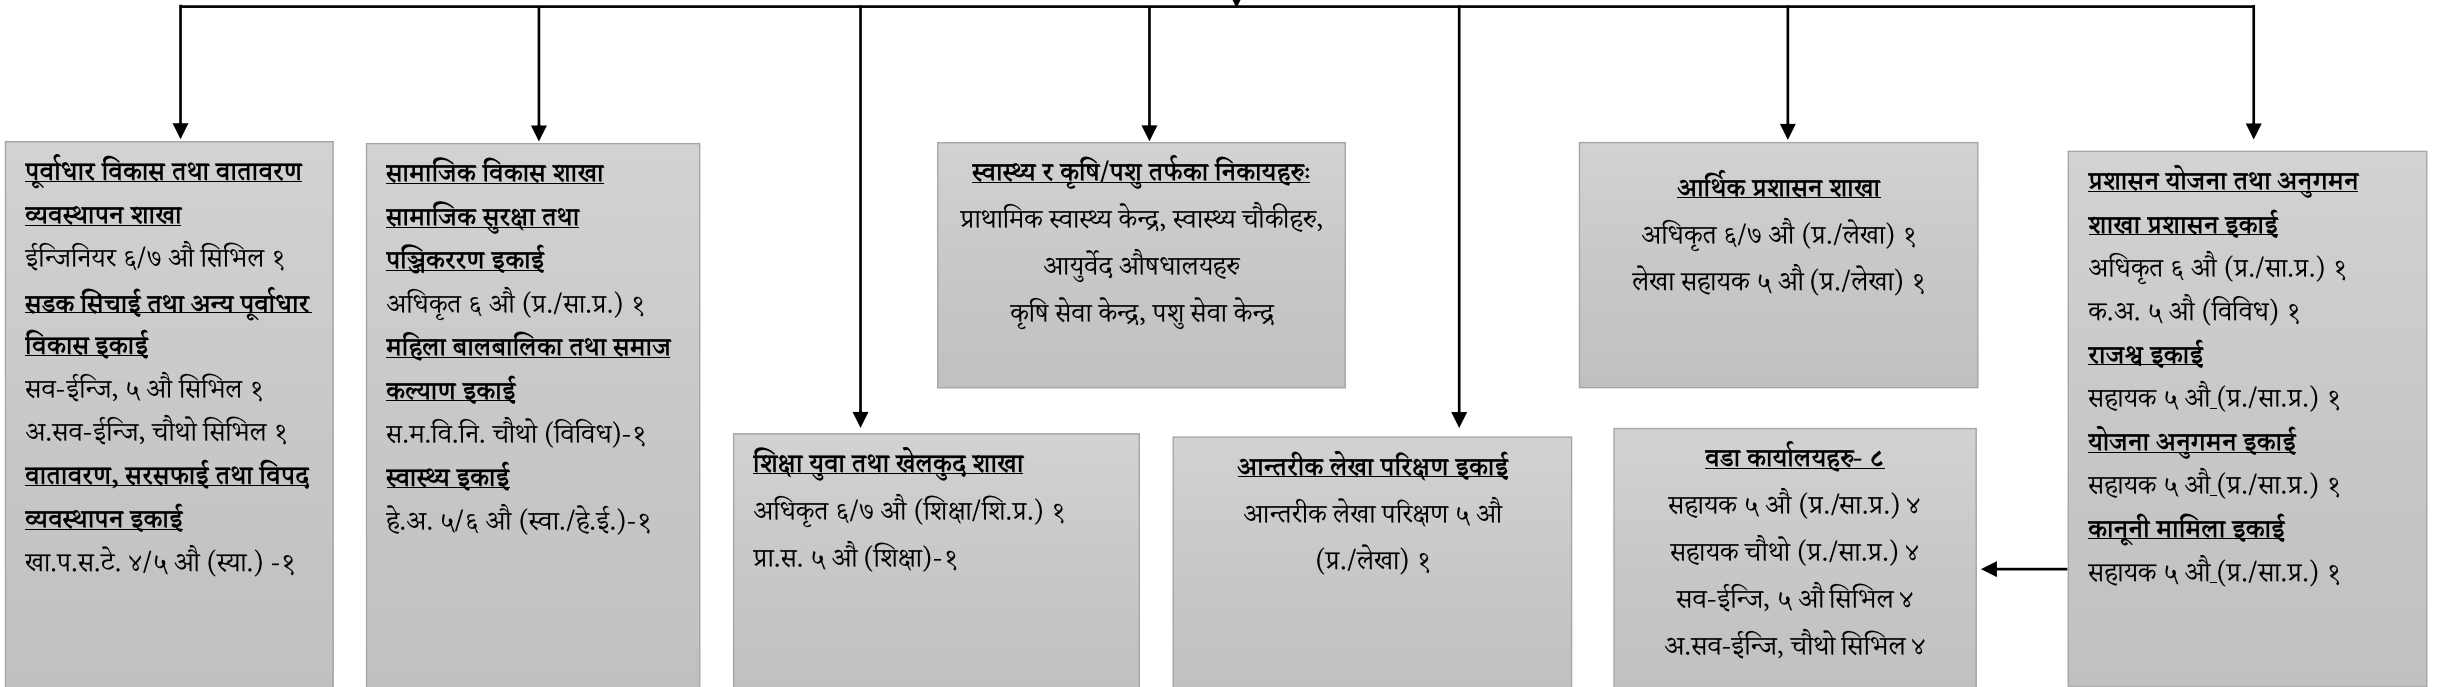 पूर्वाधार विकास तथा वातावरण
व्यवस्थापन शाखा
ईन्जिनियर ६/७ औ सिभिल १
सडक सिचाई तथा अन्य पूर्वाधार
विकास इकाई
सव-ईन्जि, ५ औ सिभिल १
अ.सव-ईन्जि, चौथो सिभिल १
वातावरण, सरसफाई तथा विपद
व्यवस्थापन इकाई
खा.प.स.टे. ४/५ औ (स्या.) -१
सामाजिक विकास शाखा
सामाजिक सुरक्षा तथा
पञ्जिकररण इकाई
अधिकृत ६ औ (प्र./सा.प्र.) १
महिला बालबालिका तथा समाज
कल्याण इकाई
स.म.वि.नि. चौथो (विविध)-१
स्वास्थ्य इकाई
हे.अ. ५/६ औ (स्वा./हे.ई.)-१
शिक्षा युवा तथा खेलकुद शाखा
अधिकृत ६/७ औ (शिक्षा/शि.प्र.) १
प्रा.स. ५ औ (शिक्षा)-१
स्वास्थ्य र कृषि/पशु तर्फका निकायहरुः
प्राथामिक स्वास्थ्य केन्द्र, स्वास्थ्य चौकीहरु,
आयुर्वेद औषधालयहरु
कृषि सेवा केन्द्र, पशु सेवा केन्द्र
आन्तरीक लेखा परिक्षण इकाई
आन्तरीक लेखा परिक्षण ५ औ
(प्र./लेखा) १
आर्थिक प्रशासन शाखा
अधिकृत ६/७ औ (प्र./लेखा) १
लेखा सहायक ५ औ (प्र./लेखा) १
वडा कार्यालयहरु- ८
सहायक ५ औ (प्र./सा.प्र.) ४
सहायक चौथो (प्र./सा.प्र.) ४
सव-ईन्जि, ५ औ सिभिल ४
अ.सव-ईन्जि, चौथो सिभिल ४
प्रशासन योजना तथा अनुगमन
शाखा प्रशासन इकाई
अधिकृत ६ औ (प्र./सा.प्र.) १
क.अ. ५ औ (विविध) १
राजश्व इकाई
सहायक ५ औ (प्र./सा.प्र.) १
योजना अनुगमन इकाई
सहायक ५ औ (प्र./सा.प्र.) १
कानूनी मामिला इकाई
सहायक ५ औ (प्र./सा.प्र.) १